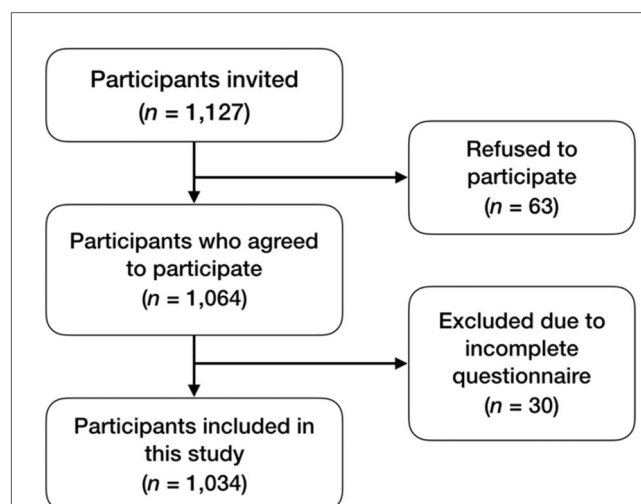 Participants invited
(n = 1,127)
Refused to
participate
(n = 63)
Participants who agreed
to participate
(n = 1,064)
Excluded due to
incomplete
questionnaire
(n = 30)
Participants included in
this study
(n = 1,034)